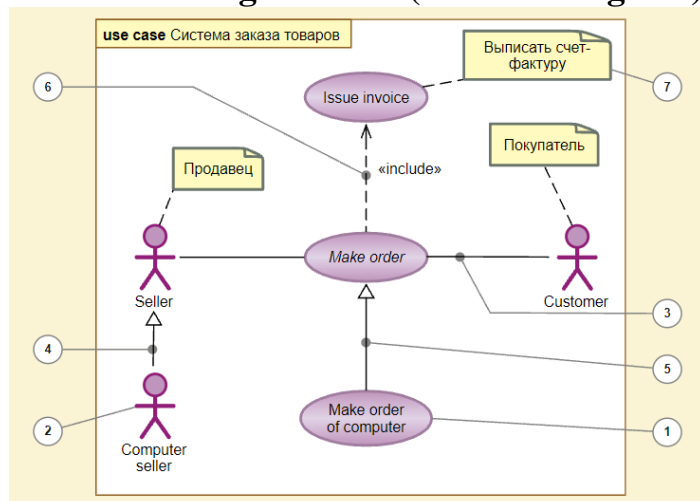 use case Система заказа товаров
Выписать счет-
фактуру
6
7
Issue invoice
Продавец
«include»
Покупатель
Make order
Seller
Customer
3
4
5
2
Make order
of computer
1
Computer
seller